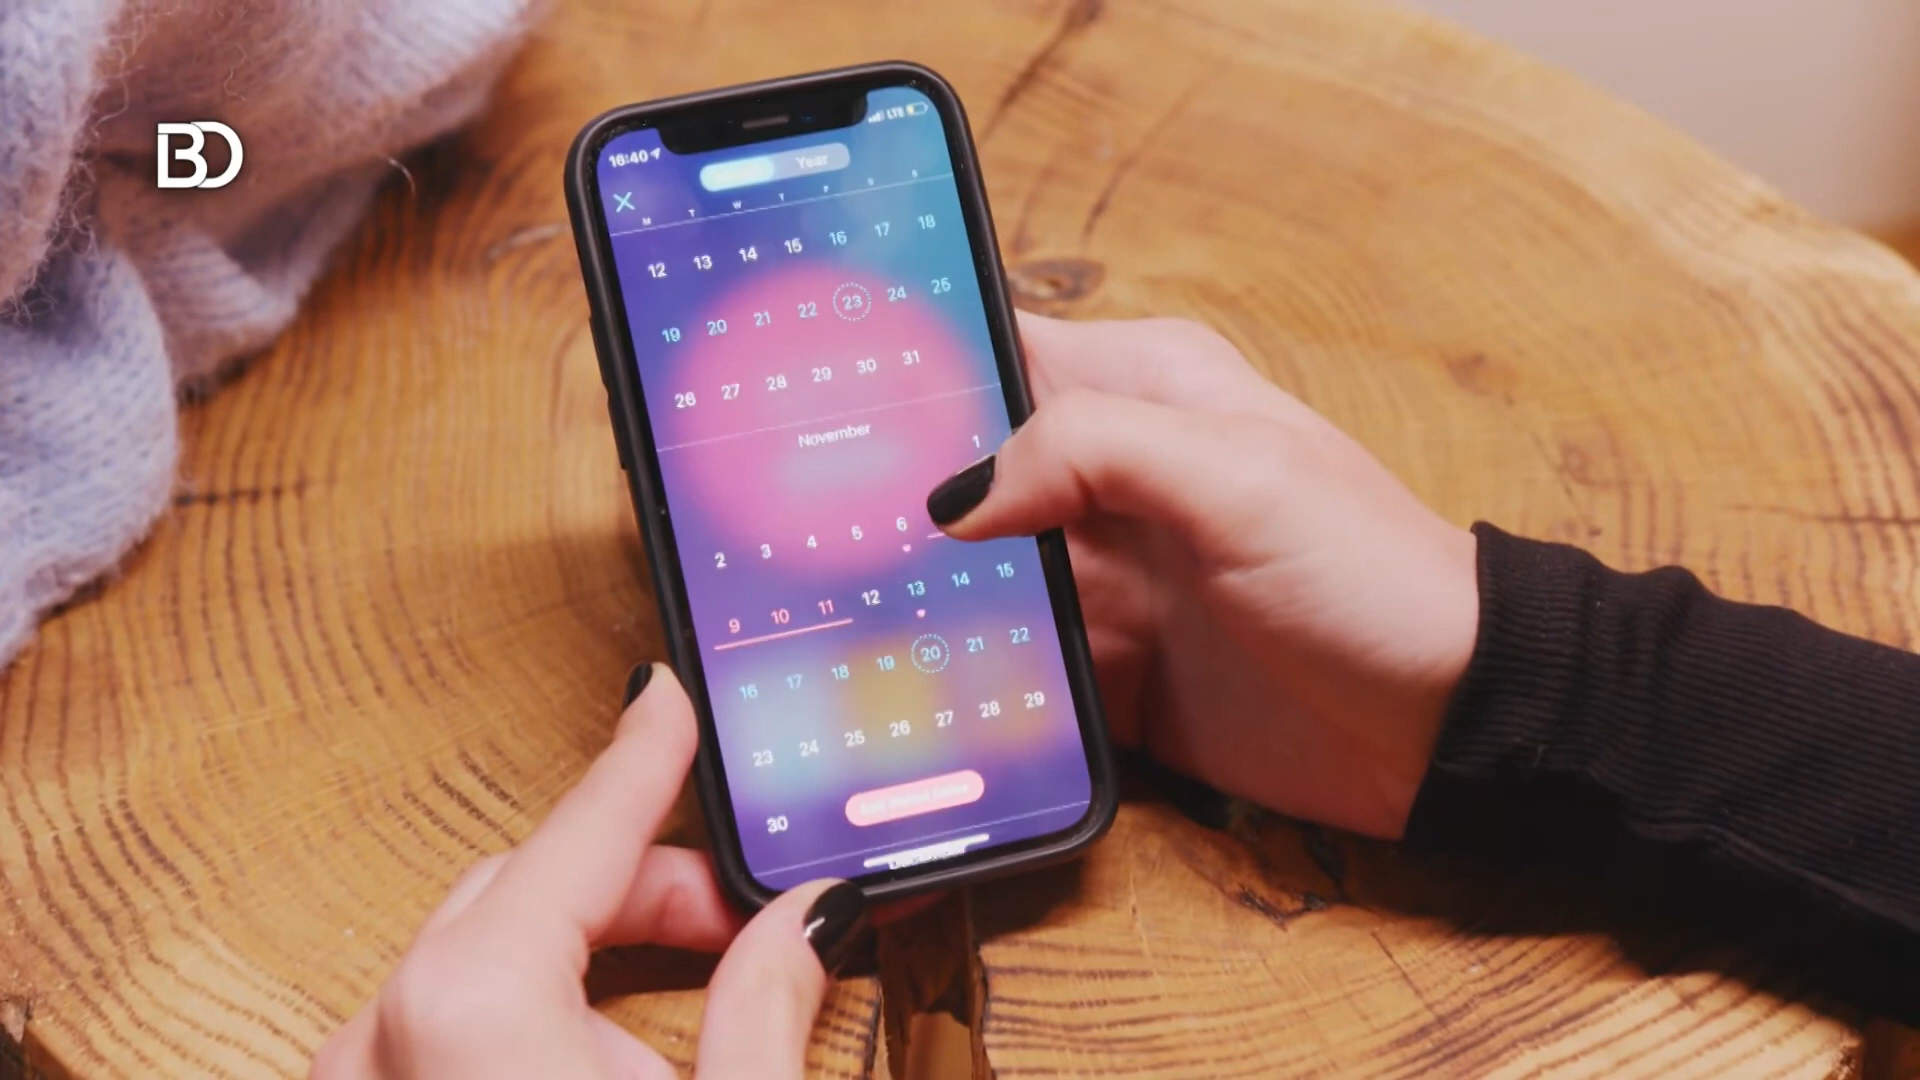 BD
16:40 LTE
Year
M T W T F S S
12 13 14 15 16 17 18
19 20 21 22 23 24 25
26 27 28 29 30 31
November
1
2 3 4 5 6
9 10 11 12 13 14 15
16 17 18 19 20 21 22
23 24 25 26 27 28 29
30